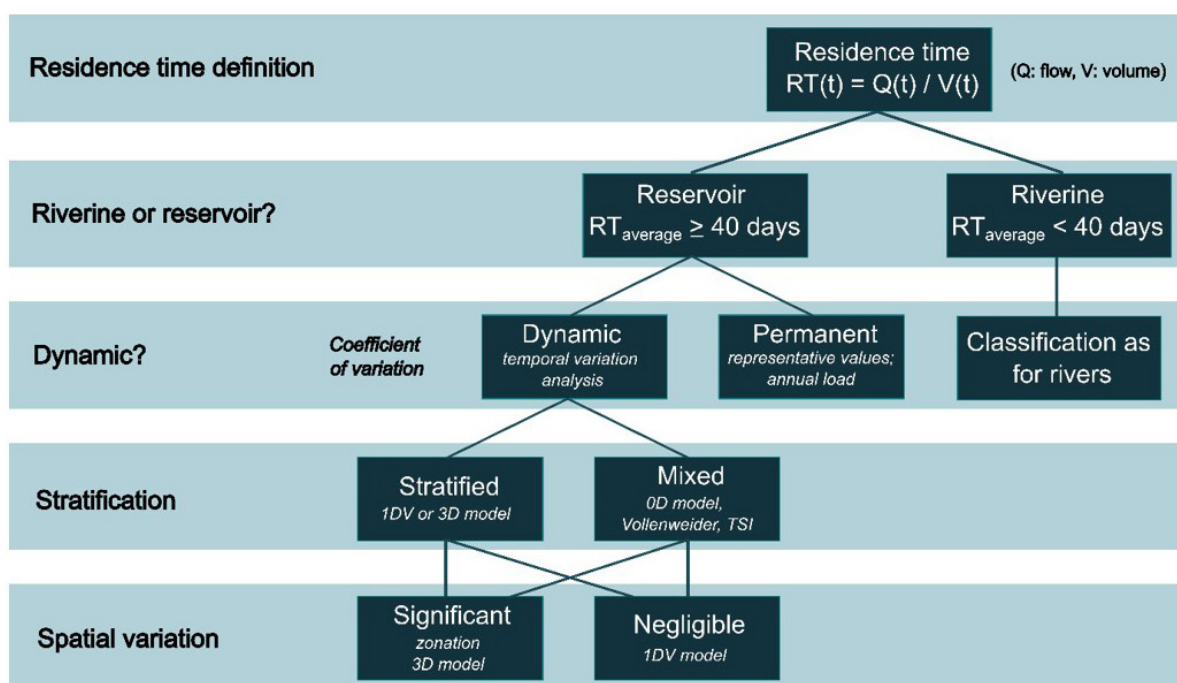 Residence time definition
Residence time
RT(t) = Q(t) / V(t)
(Q: flow, V: volume)
Riverine or reservoir?
Reservoir
RTaverage ≥ 40 days
Riverine
RTaverage < 40 days
Dynamic?
Coefficient
of variation
Dynamic
temporal variation
analysis
Permanent
representative values;
annual load
Classification as
for rivers
Stratification
Stratified
1DV or 3D model
Mixed
0D model,
Vollenweider, TSI
Spatial variation
Significant
zonation
3D model
Negligible
1DV model